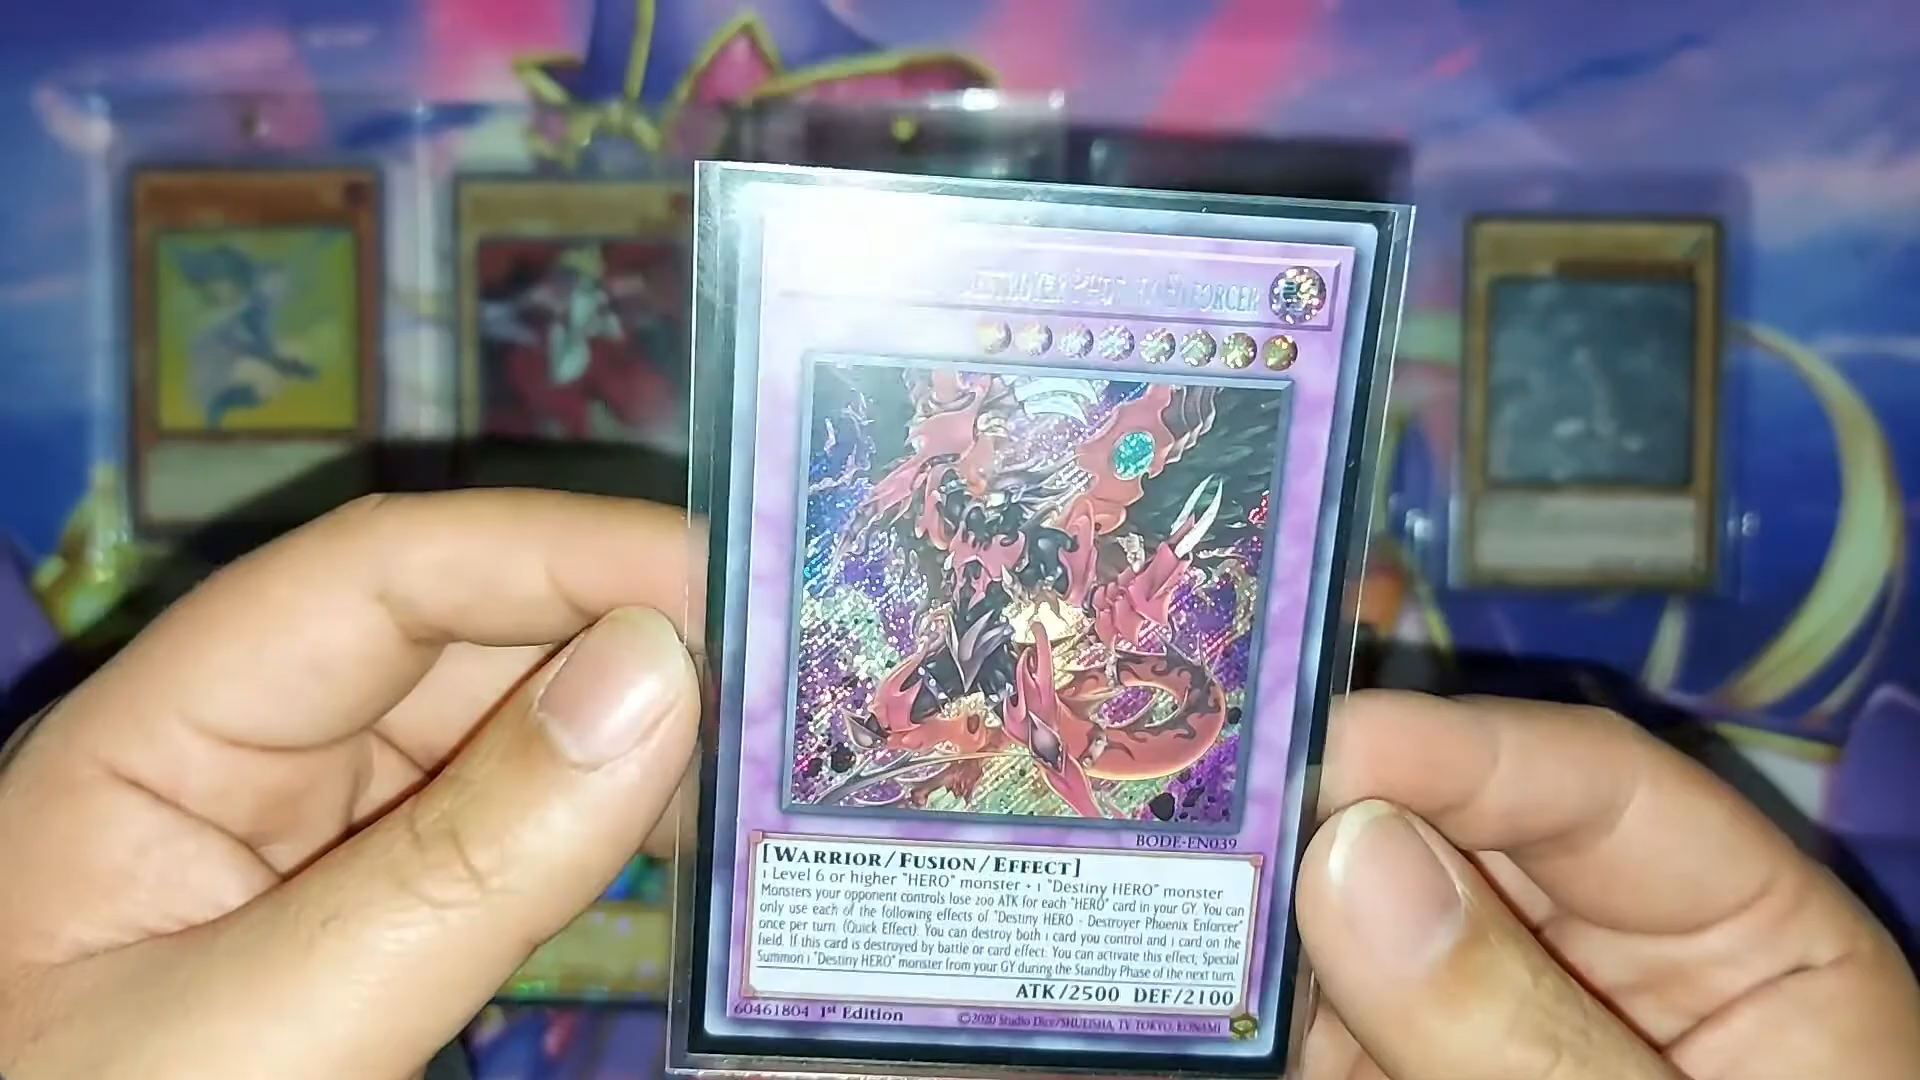 DESTROYER PHOENIX ENFORCER
BODE-EN039
[WARRIOR/FUSION/EFFECT]
1 Level 6 or higher "HERO" monster + 1 "Destiny HERO" monster
Monsters your opponent controls lose 200 ATK for each "HERO" card in your GY. You can
only use each of the following effects of "Destiny HERO - Destroyer Phoenix Enforcer"
once per turn. (Quick Effect): You can destroy both 1 card you control and 1 card on the
field. If this card is destroyed by battle or card effect: You can activate this effect; Special
Summon 1 "Destiny HERO" monster from your GY during the Standby Phase of the next turn.
ATK/2500 DEF/2100
60461804 1st Edition ©2020 Studio Dice/SHUEISHA, TV TOKYO, KONAMI